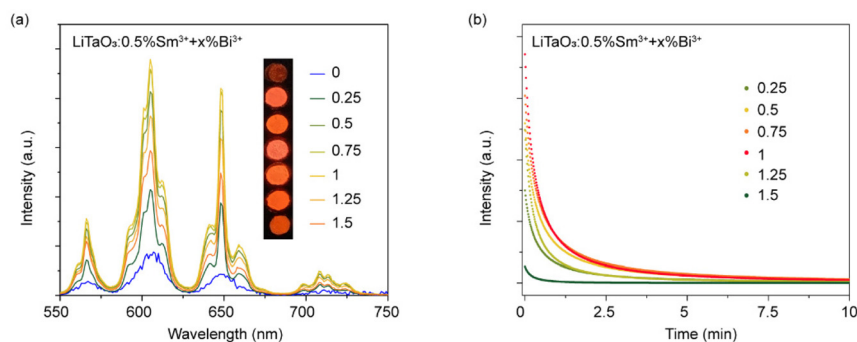 (a)
LiTaO₃:0.5%Sm³⁺+x%Bi³⁺
0
0.25
0.5
0.75
1
1.25
1.5
Intensity (a.u.)
550 600 650 700 750
Wavelength (nm)
(b)
LiTaO₃:0.5%Sm³⁺+x%Bi³⁺
0.25
0.5
0.75
1
1.25
1.5
Intensity (a.u.)
0 2.5 5 7.5 10
Time (min)